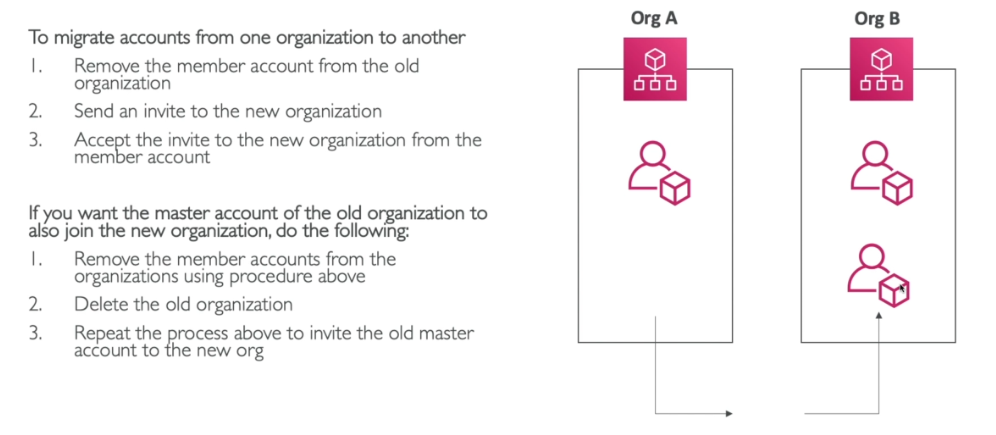 Org A
Org B
To migrate accounts from one organization to another
1. Remove the member account from the old
organization
2. Send an invite to the new organization
3. Accept the invite to the new organization from the
member account
If you want the master account of the old organization to
also join the new organization, do the following:
1. Remove the member accounts from the
organizations using procedure above
2. Delete the old organization
3. Repeat the process above to invite the old master
account to the new org